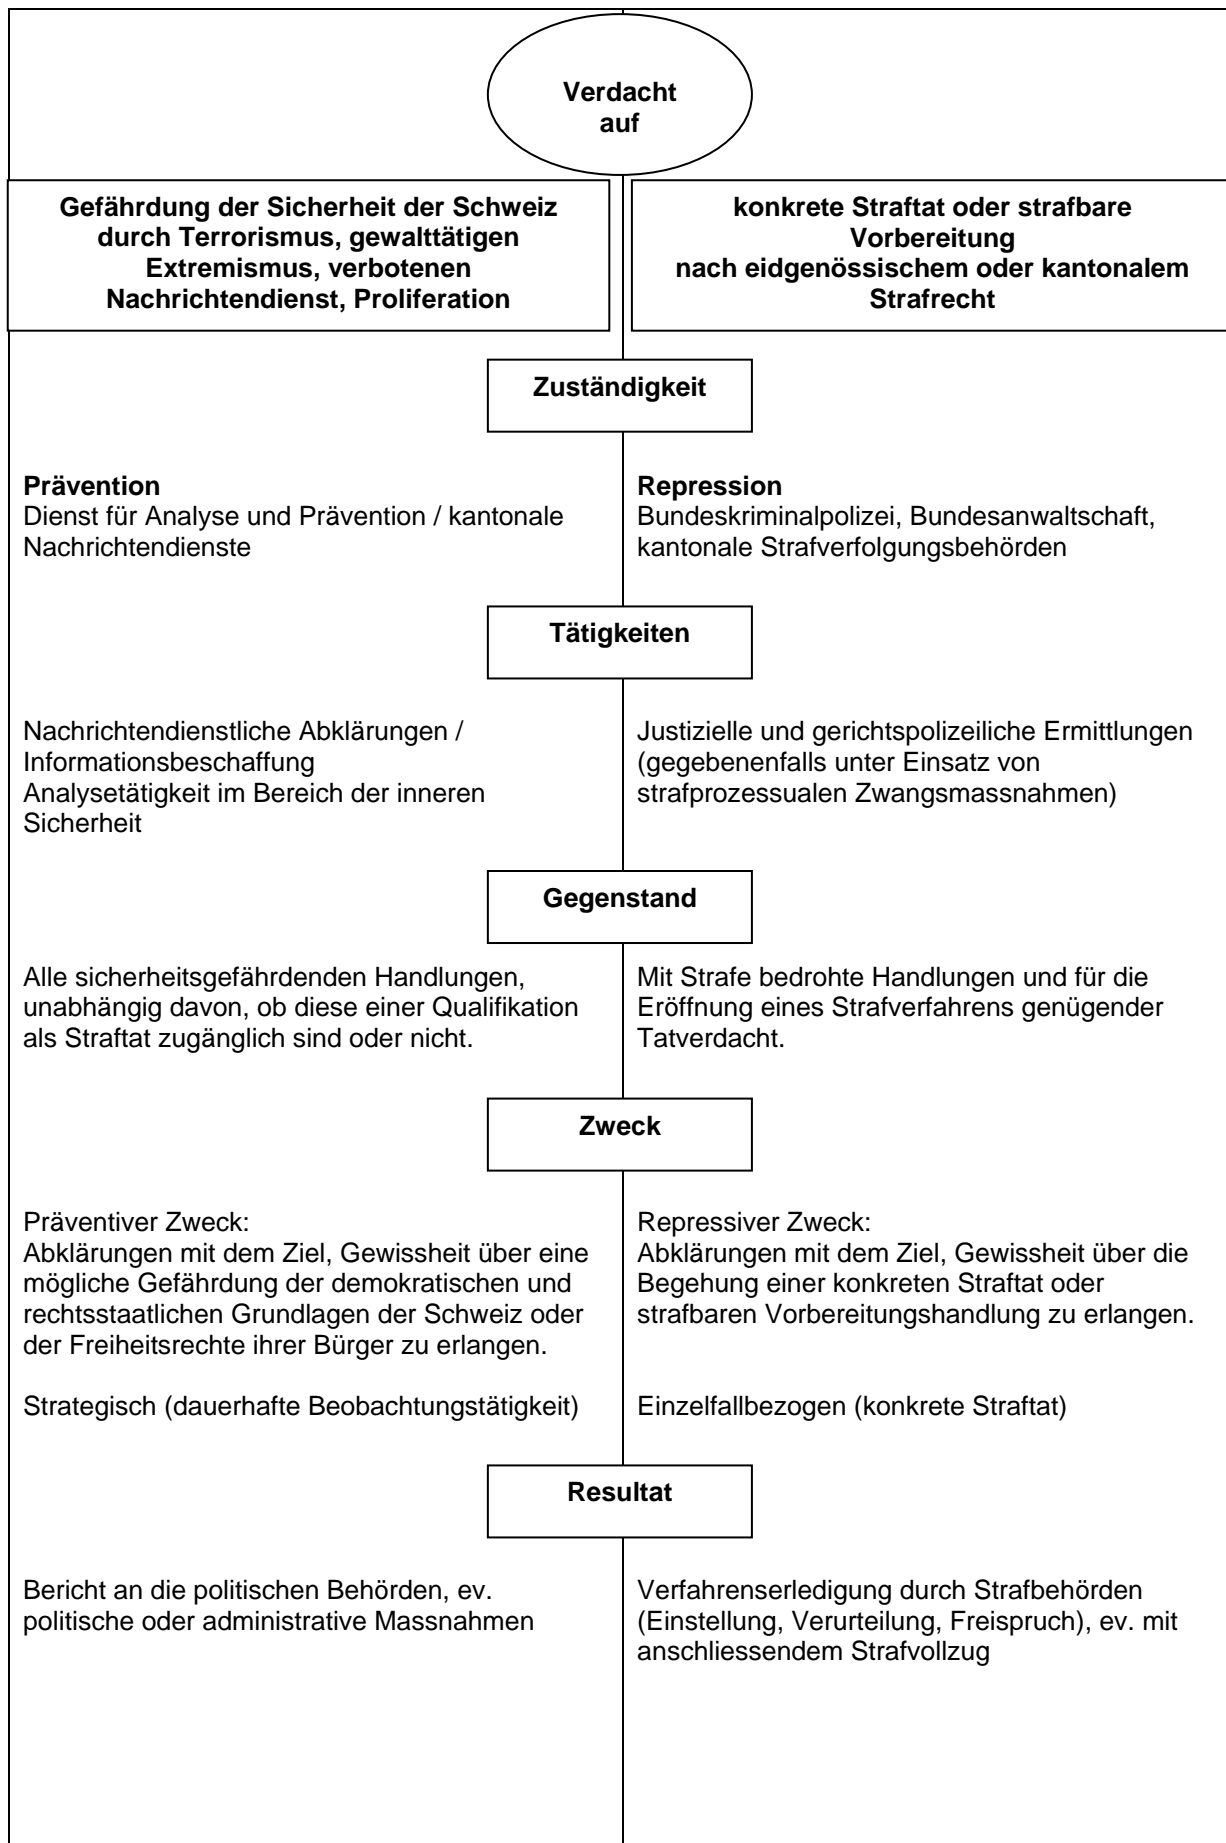 Verdacht
auf
Gefährdung der Sicherheit der Schweiz
durch Terrorismus, gewalttätigen
Extremismus, verbotenen
Nachrichtendienst, Proliferation
konkrete Straftat oder strafbare
Vorbereitung
nach eidgenössischem oder kantonalem
Strafrecht
Zuständigkeit
Prävention
Dienst für Analyse und Prävention / kantonale
Nachrichtendienste
Repression
Bundeskriminalpolizei, Bundesanwaltschaft,
kantonale Strafverfolgungsbehörden
Tätigkeiten
Nachrichtendienstliche Abklärungen /
Informationsbeschaffung
Analysetätigkeit im Bereich der inneren
Sicherheit
Justizielle und gerichtspolizeiliche Ermittlungen
(gegebenenfalls unter Einsatz von
strafprozessualen Zwangsmassnahmen)
Gegenstand
Alle sicherheitsgefährdenden Handlungen,
unabhängig davon, ob diese einer Qualifikation
als Straftat zugänglich sind oder nicht.
Mit Strafe bedrohte Handlungen und für die
Eröffnung eines Strafverfahrens genügender
Tatverdacht.
Zweck
Präventiver Zweck:
Abklärungen mit dem Ziel, Gewissheit über eine
mögliche Gefährdung der demokratischen und
rechtsstaatlichen Grundlagen der Schweiz oder
der Freiheitsrechte ihrer Bürger zu erlangen.
Strategisch (dauerhafte Beobachtungstätigkeit)
Repressiver Zweck:
Abklärungen mit dem Ziel, Gewissheit über die
Begehung einer konkreten Straftat oder
strafbaren Vorbereitungshandlung zu erlangen.
Einzelfallbezogen (konkrete Straftat)
Resultat
Bericht an die politischen Behörden, ev.
politische oder administrative Massnahmen
Verfahrenserledigung durch Strafbehörden
(Einstellung, Verurteilung, Freispruch), ev. mit
anschliessendem Strafvollzug